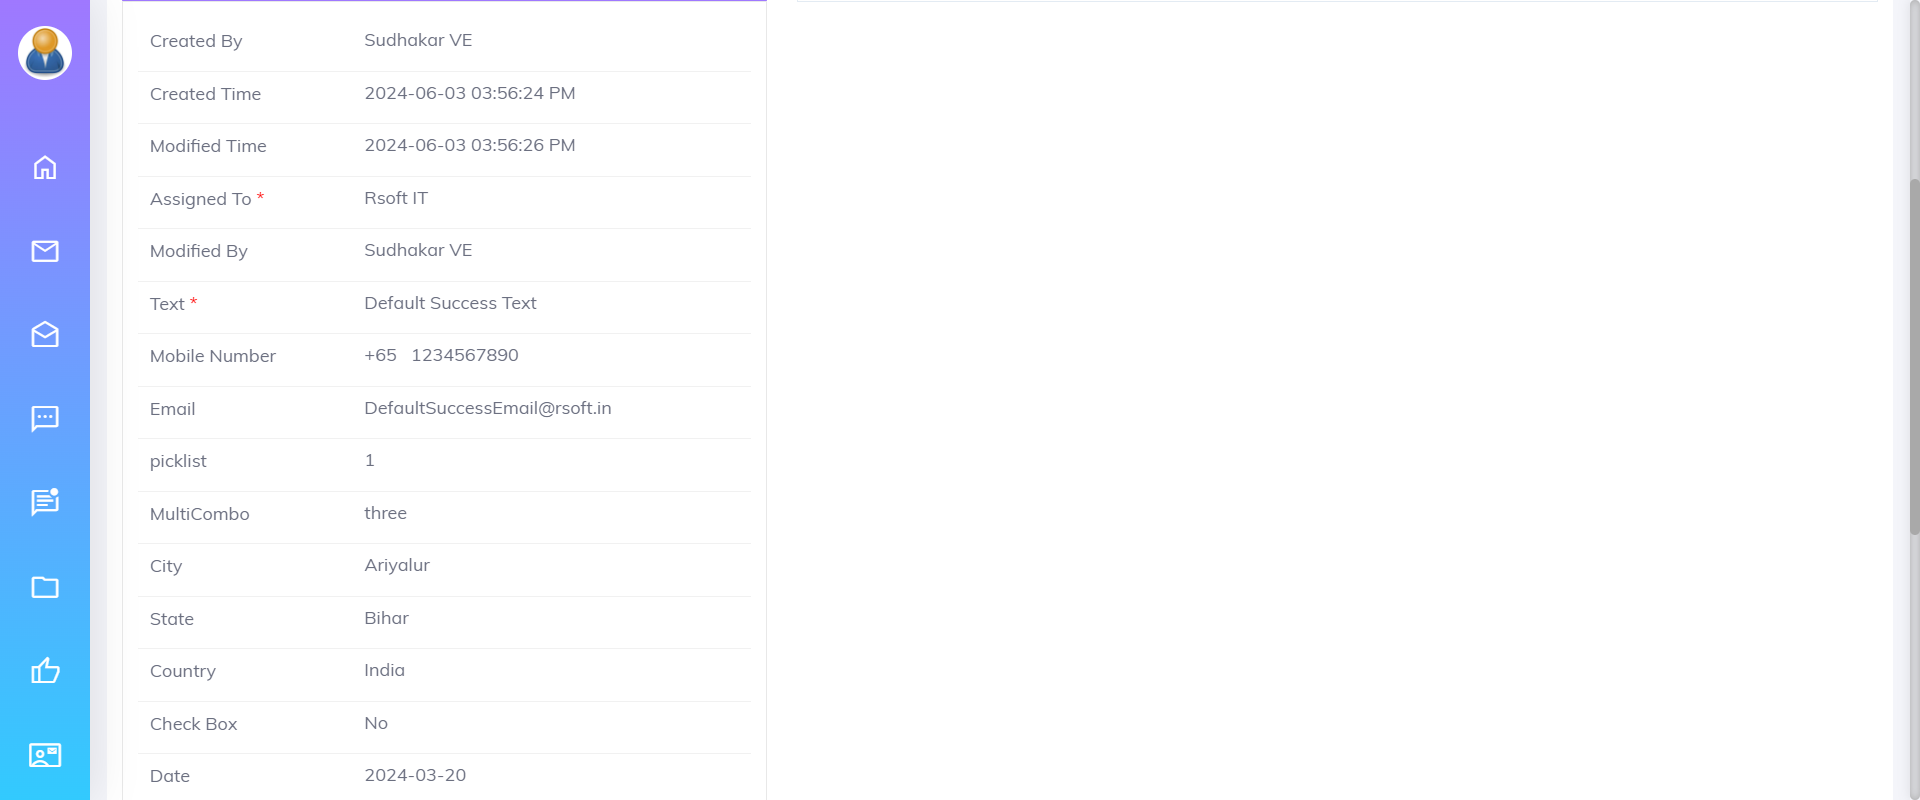 Created By Sudhakar VE
Created Time 2024-06-03 03:56:24 PM
Modified Time 2024-06-03 03:56:26 PM
Assigned To * Rsoft IT
Modified By Sudhakar VE
Text * Default Success Text
Mobile Number +65 1234567890
Email DefaultSuccessEmail@rsoft.in
picklist 1
MultiCombo three
City Ariyalur
State Bihar
Country India
Check Box No
Date 2024-03-20